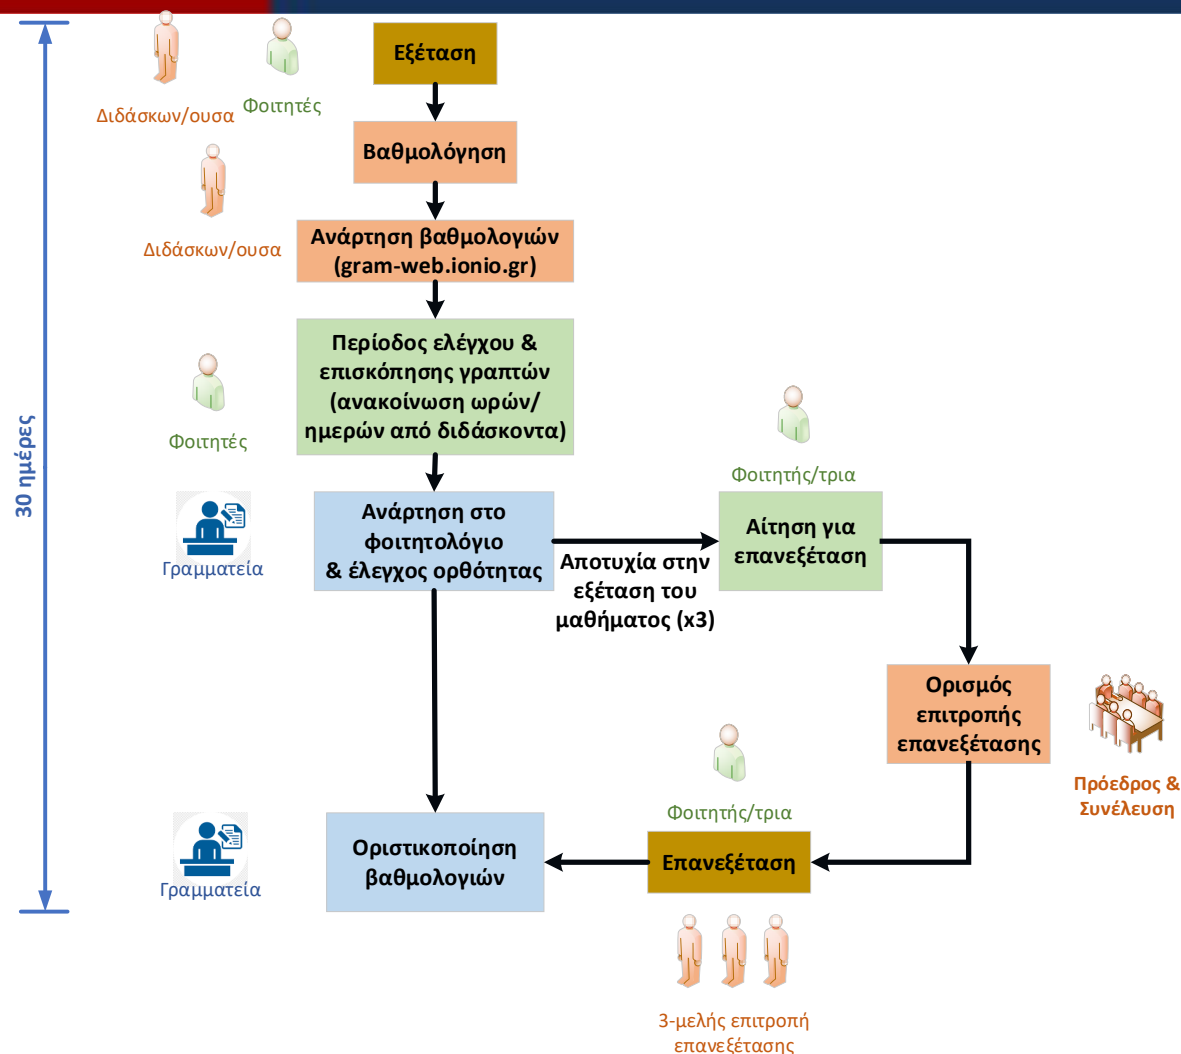 Εξέταση
Διδάσκων/ουσα
Φοιτητές
Βαθμολόγηση
Διδάσκων/ουσα
Ανάρτηση βαθμολογιών
(gram-web.ionio.gr)
Περίοδος ελέγχου &
επισκόπησης γραπτών
(ανακοίνωση ωρών/
ημερών από διδάσκοντα)
Φοιτητές
30 ημέρες
Φοιτητής/τρια
Ανάρτηση στο
φοιτητολόγιο
& έλεγχος ορθότητας
Γραμματεία
Αποτυχία στην
εξέταση του
μαθήματος (x3)
Αίτηση για
επανεξέταση
Ορισμός
επιτροπής
επανεξέτασης
Πρόεδρος &
Συνέλευση
Φοιτητής/τρια
Επανεξέταση
Οριστικοποίηση
βαθμολογιών
Γραμματεία
3-μελής επιτροπή
επανεξέτασης